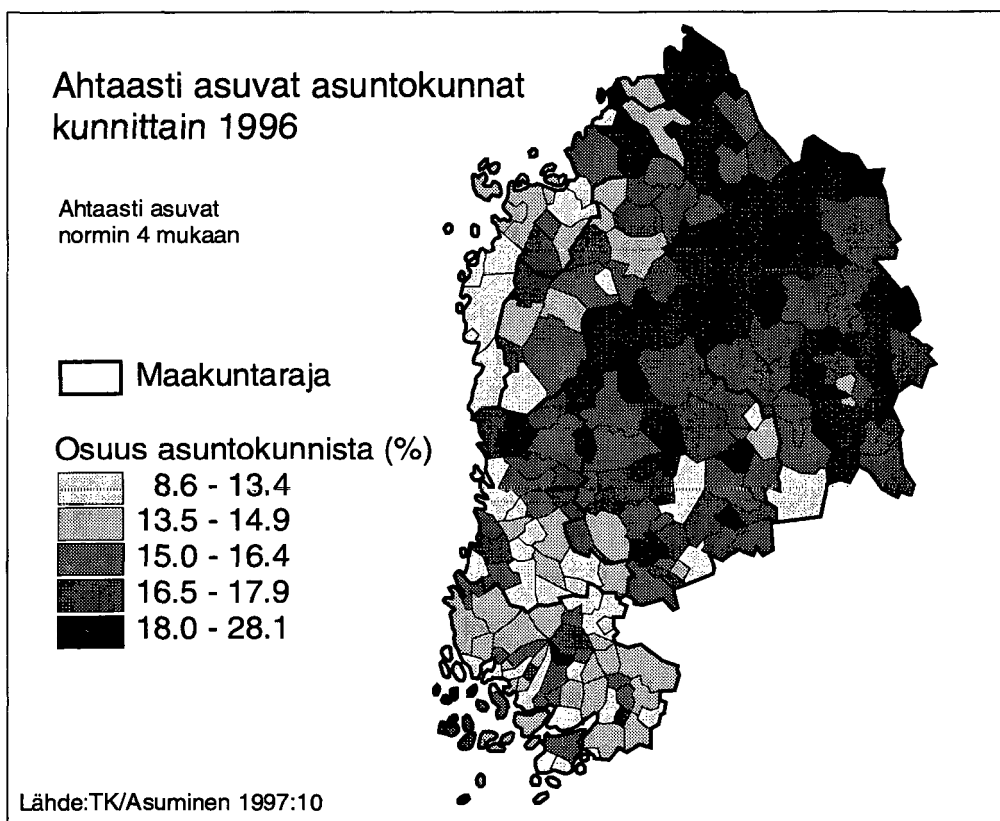 Ahtaasti asuvat asuntokunnat
kunnittain 1996
Ahtaasti asuvat
normin 4 mukaan
Maakuntaraja
Osuus asuntokunnista (%)
8.6 - 13.4
13.5 - 14.9
15.0 - 16.4
16.5 - 17.9
18.0 - 28.1
Lähde:TK/Asuminen 1997:10